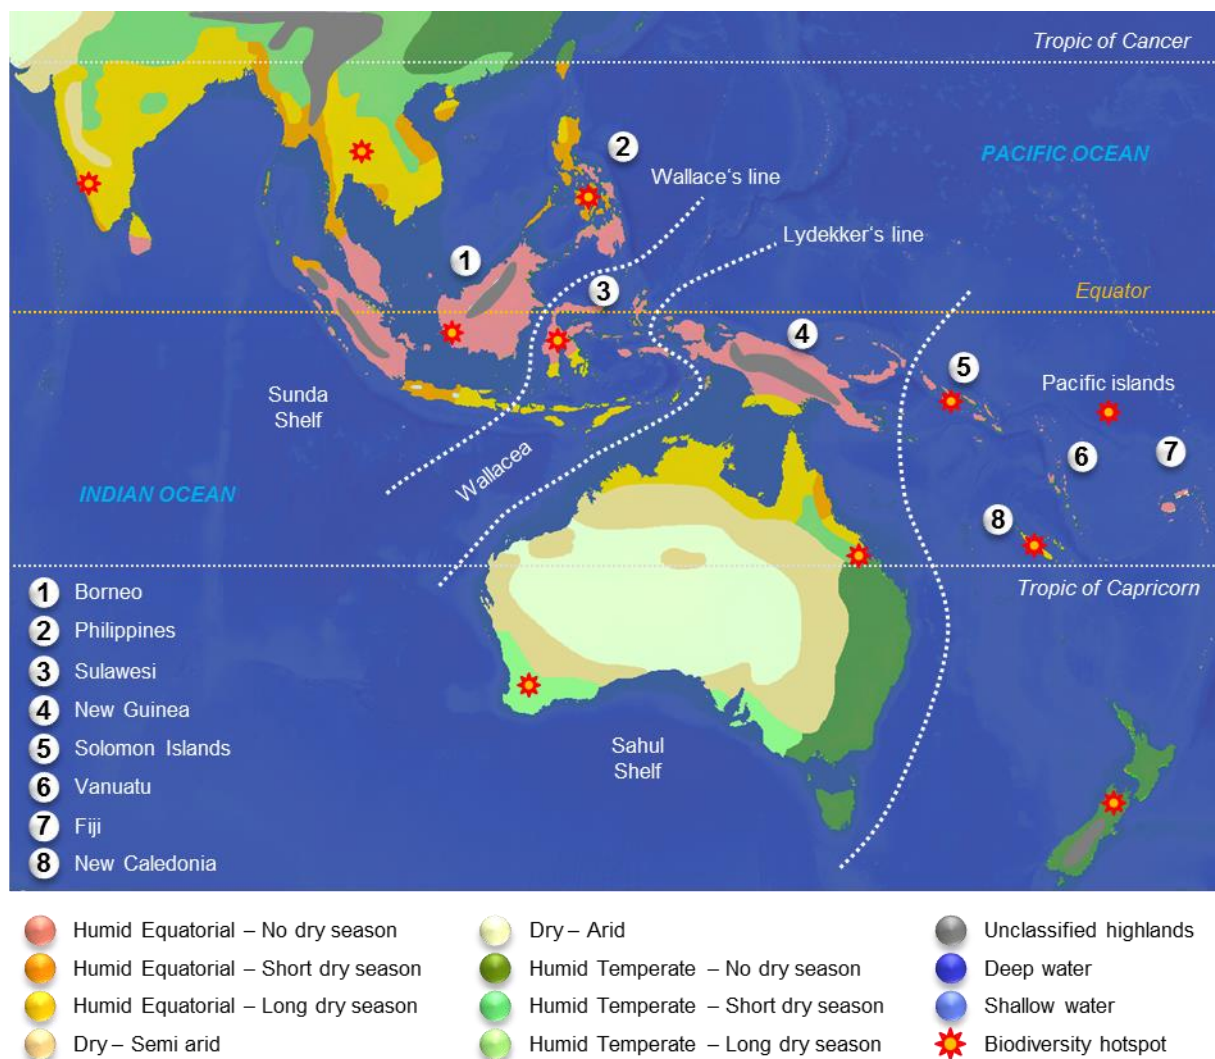 Tropic of Cancer
2
PACIFIC OCEAN
Wallace's line
Lydekker's line
1
3
Equator
4
5
Pacific islands
Sunda
Shelf
6
7
Wallacea
INDIAN OCEAN
8
Tropic of Capricorn
1 Borneo
2 Philippines
3 Sulawesi
4 New Guinea
5 Solomon Islands
Sahul
Shelf
6 Vanuatu
7 Fiji
8 New Caledonia
Humid Equatorial – No dry season
Humid Equatorial – Short dry season
Humid Equatorial – Long dry season
Dry – Semi arid
Dry – Arid
Humid Temperate – No dry season
Humid Temperate – Short dry season
Humid Temperate – Long dry season
Unclassified highlands
Deep water
Shallow water
Biodiversity hotspot